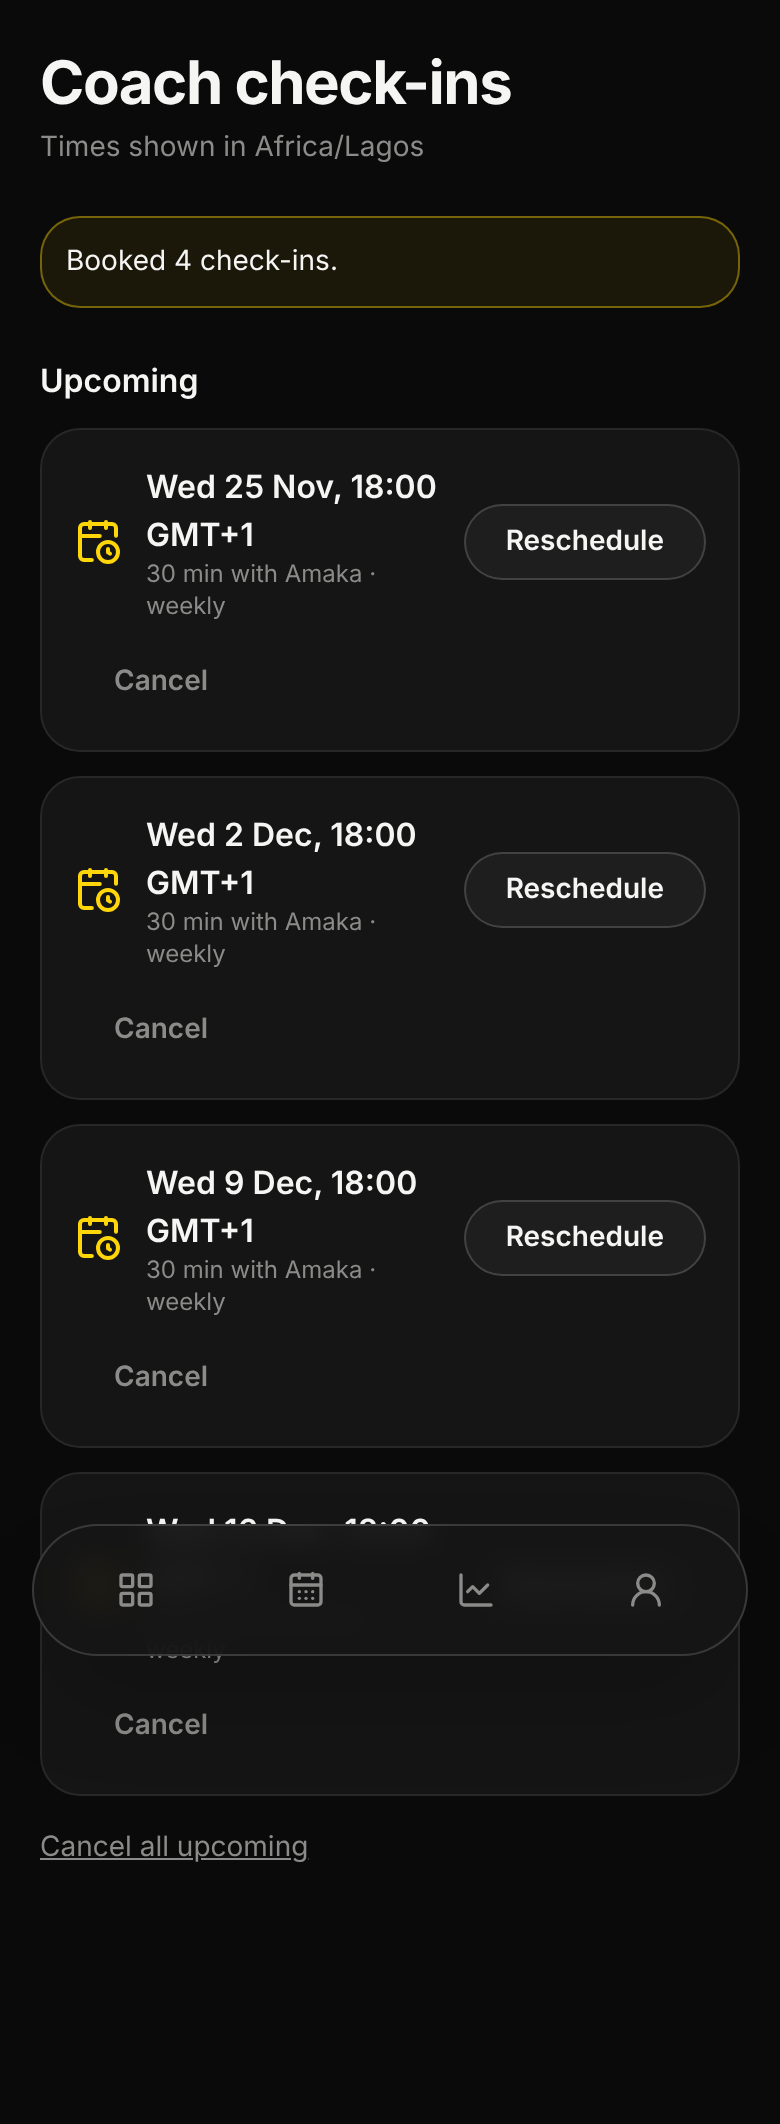 Coach check-ins
Times shown in Africa/Lagos
Booked 4 check-ins.
Upcoming
Wed 25 Nov, 18:00
GMT+1
30 min with Amaka ·
weekly
Reschedule
Cancel
Wed 2 Dec, 18:00
GMT+1
30 min with Amaka ·
weekly
Reschedule
Cancel
Wed 9 Dec, 18:00
GMT+1
30 min with Amaka ·
weekly
Reschedule
Cancel
weekly
Cancel
Cancel all upcoming